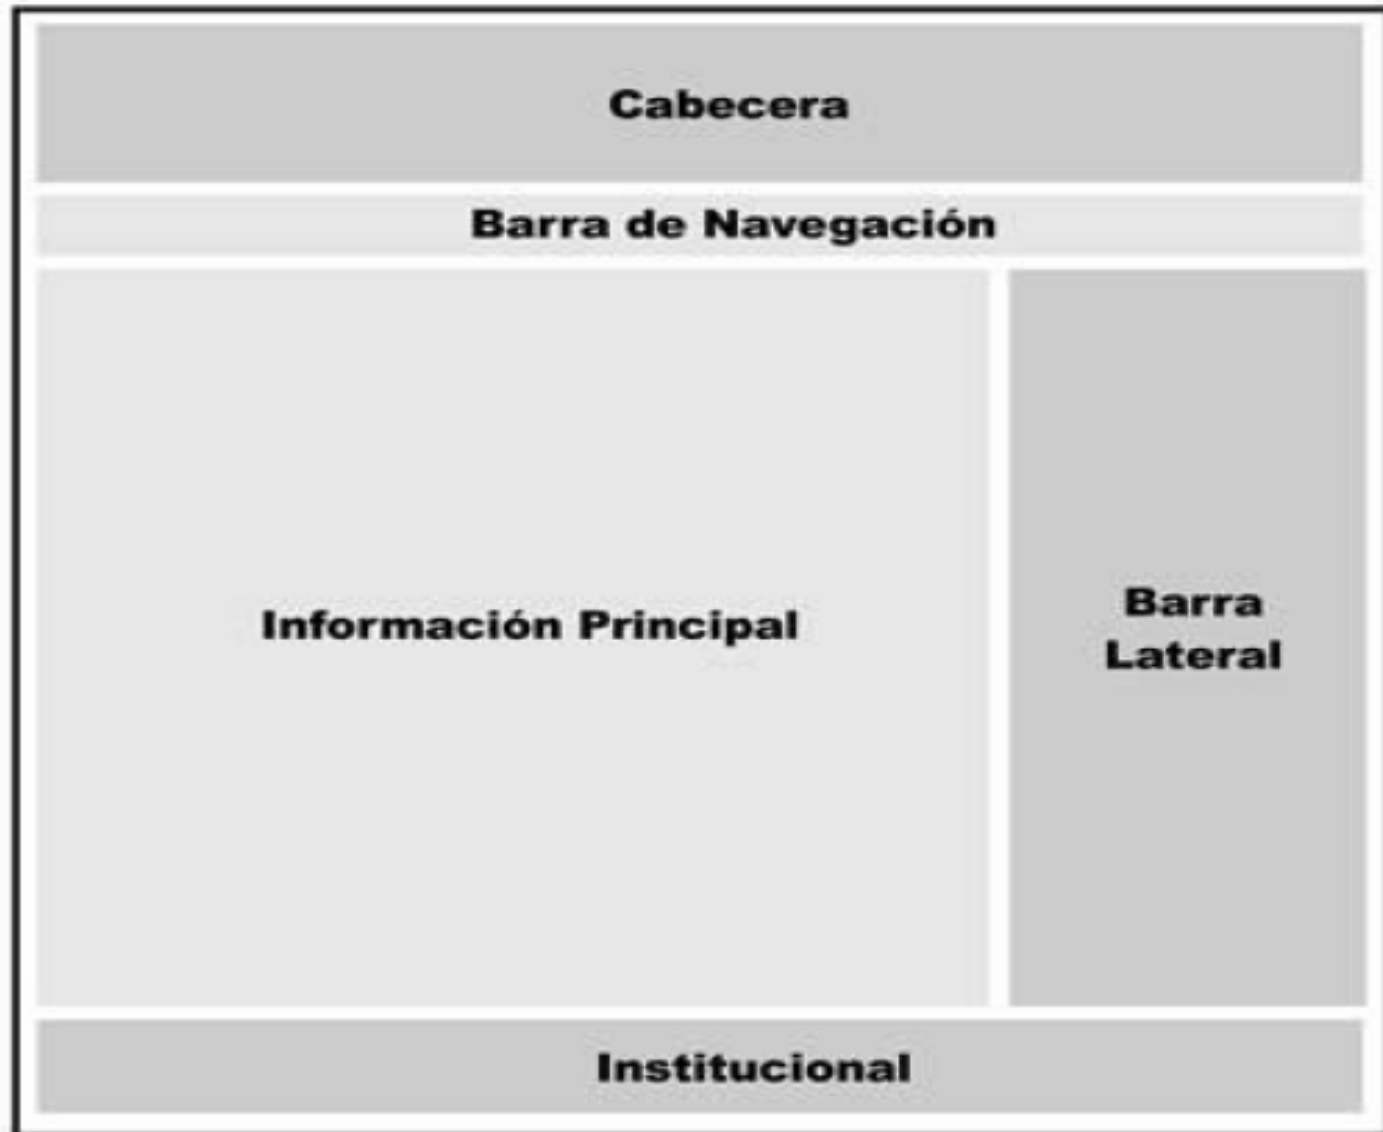 Cabecera
Barra de Navegación
Información Principal
Barra
Lateral
Institucional